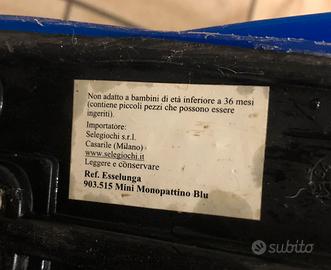 Non adatto a bambini di età inferiore a 36 mesi
(contiene piccoli pezzi che possono essere
ingeriti).
Importatore:
Selegiochi s.r.l.
Casarile (Milano)
www.selegiochi.it
Leggere e conservare
Ref. Esselunga
903.515 Mini Monopattino Blu
subito